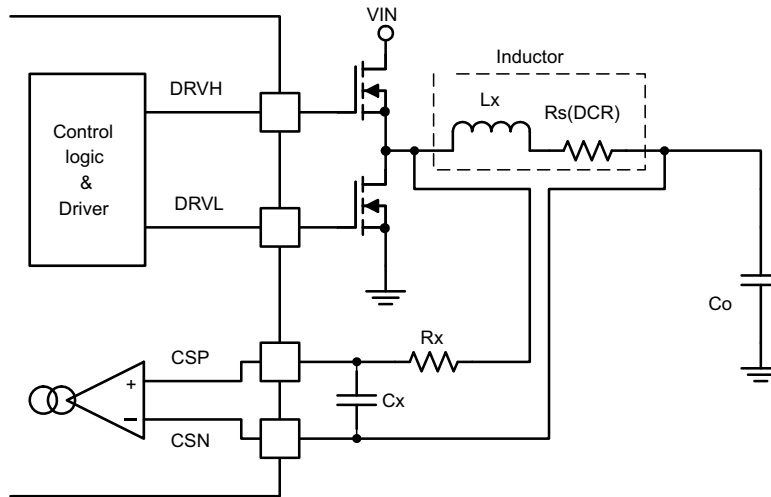 VIN
Inductor
DRVH
Lx
Rs(DCR)
Control
logic
&
Driver
DRVL
Co
Rx
CSP
+
Cx
−
CSN